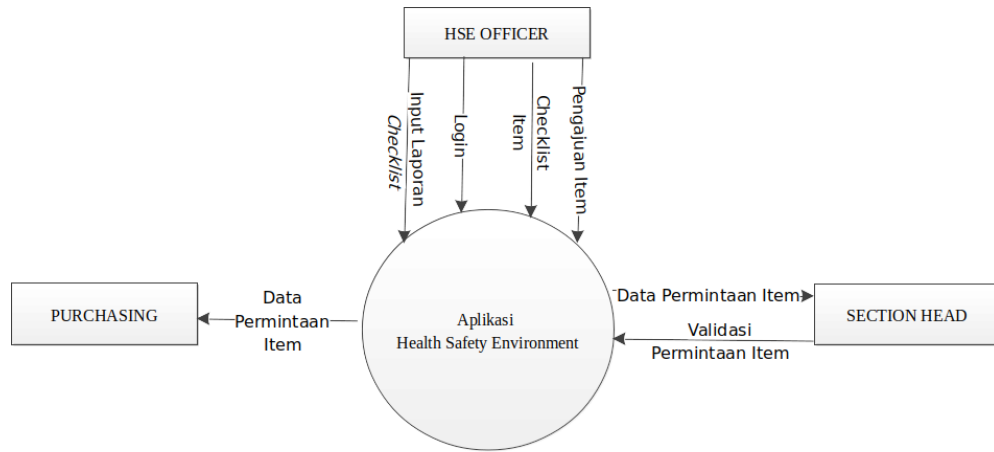 HSE OFFICER
Input Laporan
Checklist
Login
Checklist
Item
Pengajuan Item
PURCHASING
Data
Permintaan
Item
Aplikasi
Health Safety Environment
Data Permintaan Item
Validasi
Permintaan Item
SECTION HEAD